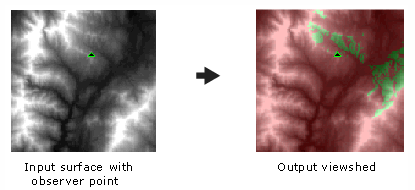 Input surface with
observer point
Output viewshed